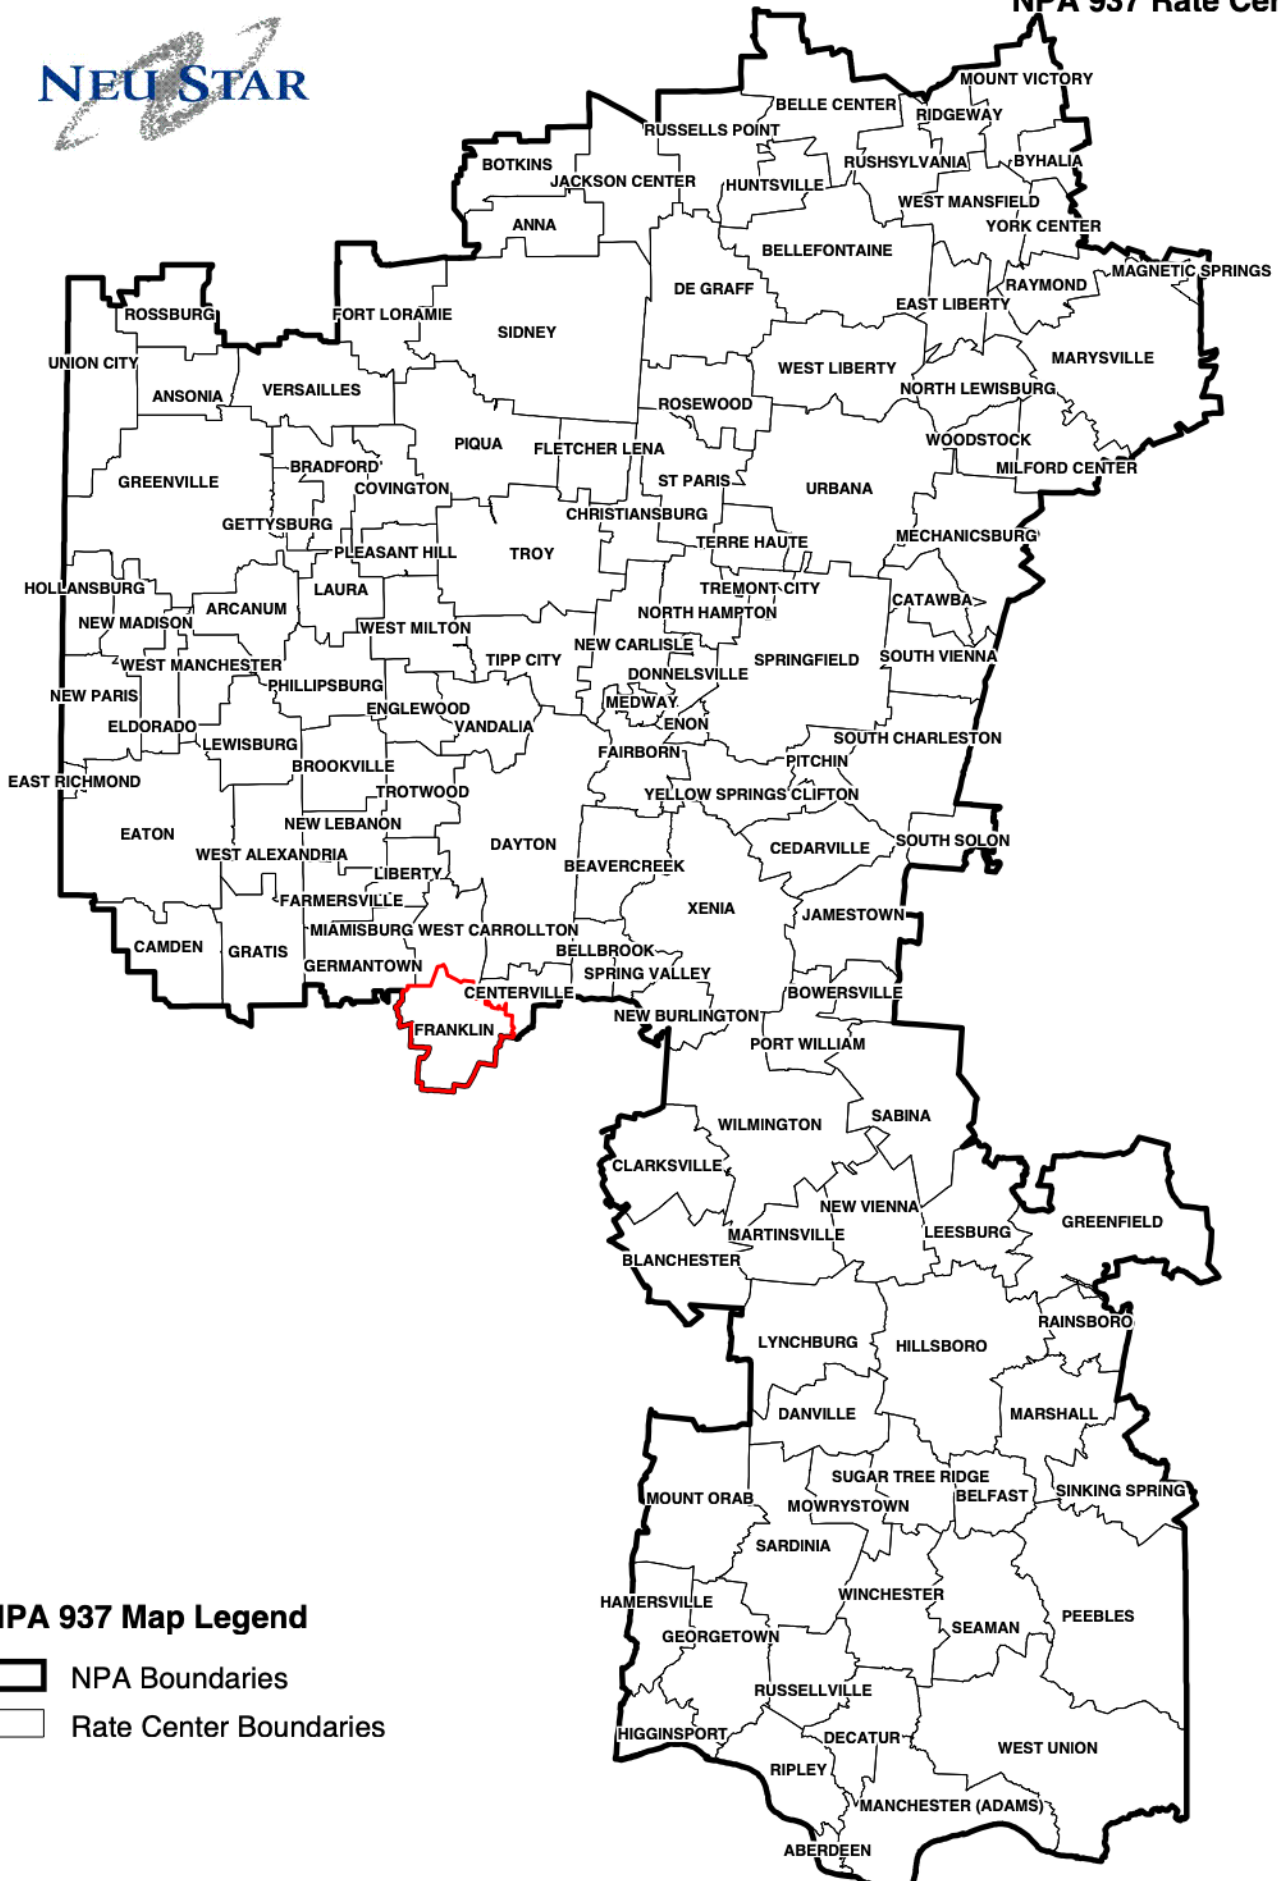 NPA 937 Rate Cen
NEUSTAR
MOUNT VICTORY
BELLE CENTER
RIDGEWAY
RUSSELLS POINT
BOTKINS
RUSHSYLVANIA
BYHALIA
JACKSON CENTER
HUNTSVILLE
WEST MANSFIELD
ANNA
YORK CENTER
BELLEFONTAINE
MAGNETIC SPRINGS
DE GRAFF
RAYMOND
EAST LIBERTY
ROSSBURG
FORT LORAMIE
SIDNEY
UNION CITY
MARYSVILLE
WEST LIBERTY
ANSONIA
VERSAILLES
NORTH LEWISBURG
ROSEWOOD
PIQUA
FLETCHER LENA
WOODSTOCK
BRADFORD
MILFORD CENTER
GREENVILLE
COVINGTON
ST PARIS
URBANA
CHRISTIANSBURG
GETTYSBURG
MECHANICSBURG
PLEASANT HILL
TROY
TERRE HAUTE
HOLLANSBURG
LAURA
TREMONT CITY
CATAWBA
ARCANUM
NORTH HAMPTON
NEW MADISON
WEST MILTON
NEW CARLISLE
WEST MANCHESTER
TIPP CITY
SPRINGFIELD
SOUTH VIENNA
DONNELSVILLE
NEW PARIS
PHILLIPSBURG
MEDWAY
ENGLEWOOD
ELDORADO
VANDALIA
ENON
LEWISBURG
FAIRBORN
SOUTH CHARLESTON
BROOKVILLE
PITCHIN
EAST RICHMOND
TROTWOOD
YELLOW SPRINGS
CLIFTON
NEW LEBANON
EATON
DAYTON
CEDARVILLE
SOUTH SOLON
WEST ALEXANDRIA
BEAVERCREEK
LIBERTY
FARMERSVILLE
XENIA
JAMESTOWN
MIAMISBURG WEST CARROLLTON
CAMDEN
GRATIS
BELLBROOK
GERMANTOWN
SPRING VALLEY
CENTERVILLE
BOWERSVILLE
NEW BURLINGTON
FRANKLIN
PORT WILLIAM
WILMINGTON
SABINA
CLARKSVILLE
NEW VIENNA
GREENFIELD
MARTINSVILLE
LEESBURG
BLANCHESTER
RAINSBORO
LYNCHBURG
HILLSBORO
DANVILLE
MARSHALL
SUGAR TREE RIDGE
SINKING SPRING
MOUNT ORAB
BELFAST
MOWRYSTOWN
SARDINIA
WINCHESTER
HAMERSVILLE
PEEBLES
SEAMAN
GEORGETOWN
RUSSELLVILLE
HIGGINSPORT
DECATUR
WEST UNION
RIPLEY
MANCHESTER (ADAMS)
ABERDEEN
NPA 937 Map Legend
NPA Boundaries
Rate Center Boundaries